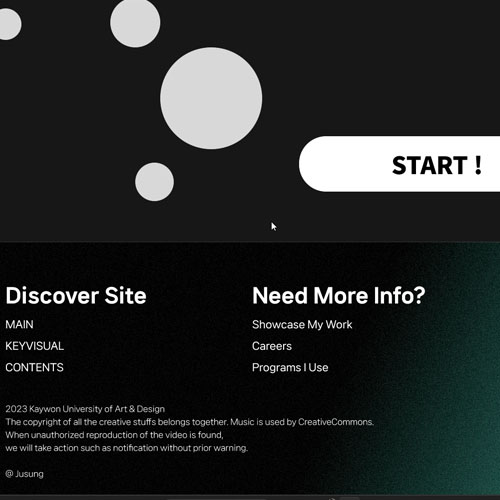 START !
Discover Site
MAIN
KEYVISUAL
CONTENTS
Need More Info?
Showcase My Work
Careers
Programs I Use
2023 Kaywon University of Art & Design
The copyright of all the creative stuffs belongs together. Music is used by CreativeCommons.
When unauthorized reproduction of the video is found,
we will take action such as notification without prior warning.
@ Jusung